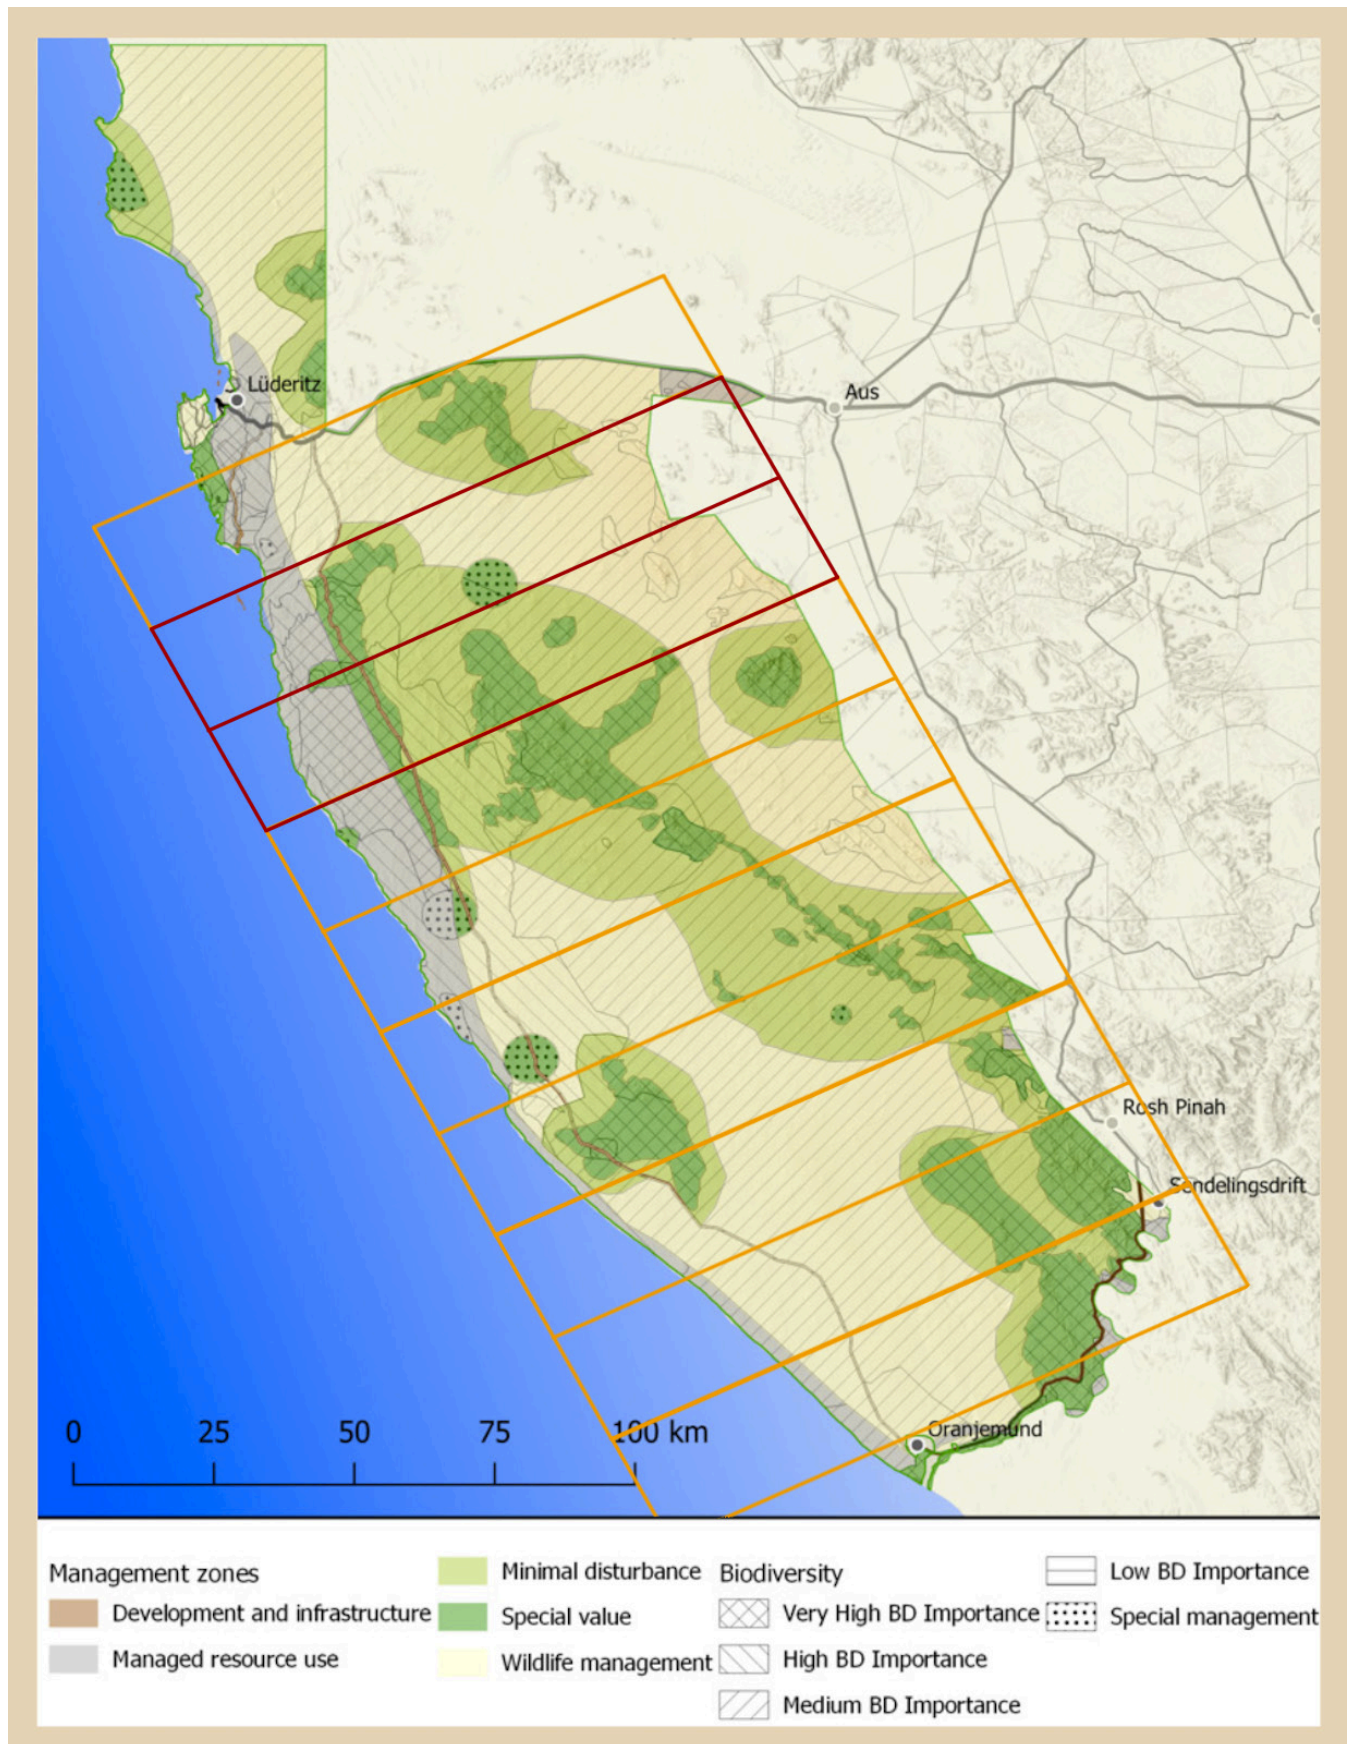 Lüderitz
Aus
Rosh Pinah
Sendelingsdrift
Oranjemund
0 25 50 75 100 km
Management zones
Development and infrastructure
Managed resource use
Minimal disturbance
Special value
Wildlife management
Biodiversity
Very High BD Importance
High BD Importance
Medium BD Importance
Low BD Importance
Special management